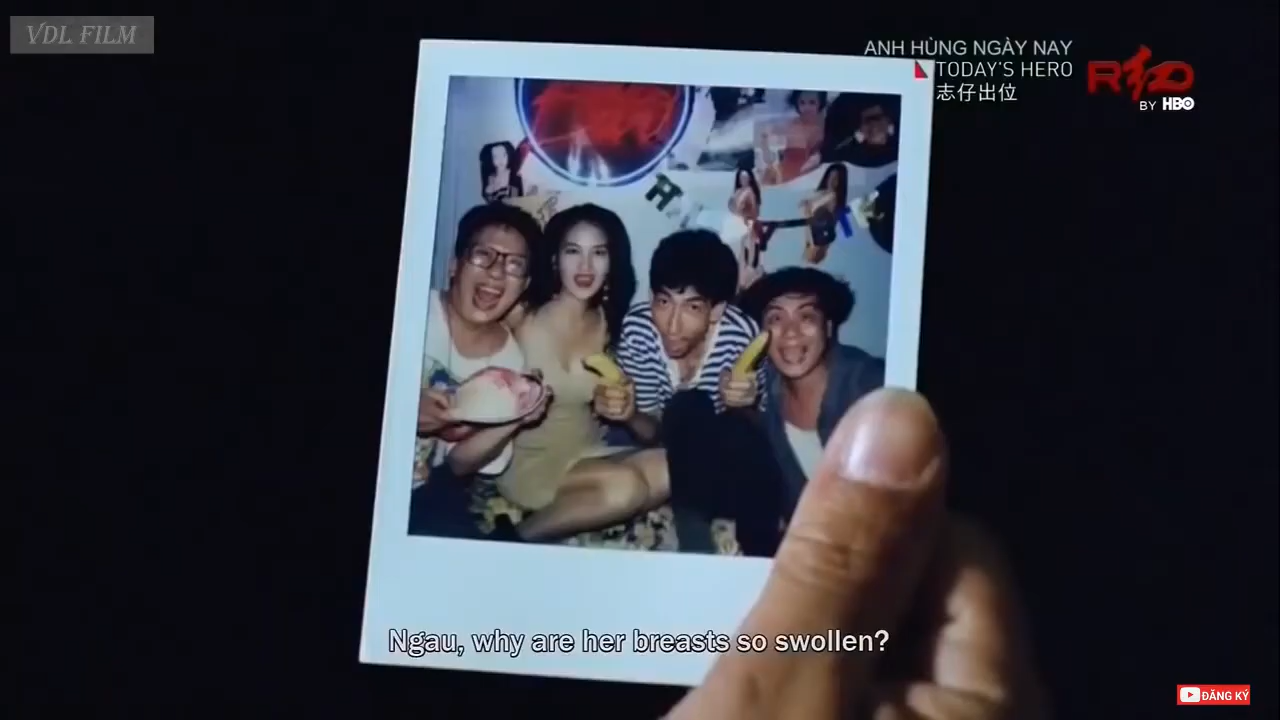 VDL FILM
ANH HÙNG NGÀY NAY
TODAY'S HERO
志仔出位
RED
BY HBO
Ngau, why are her breasts so swollen?
ĐĂNG KÝ